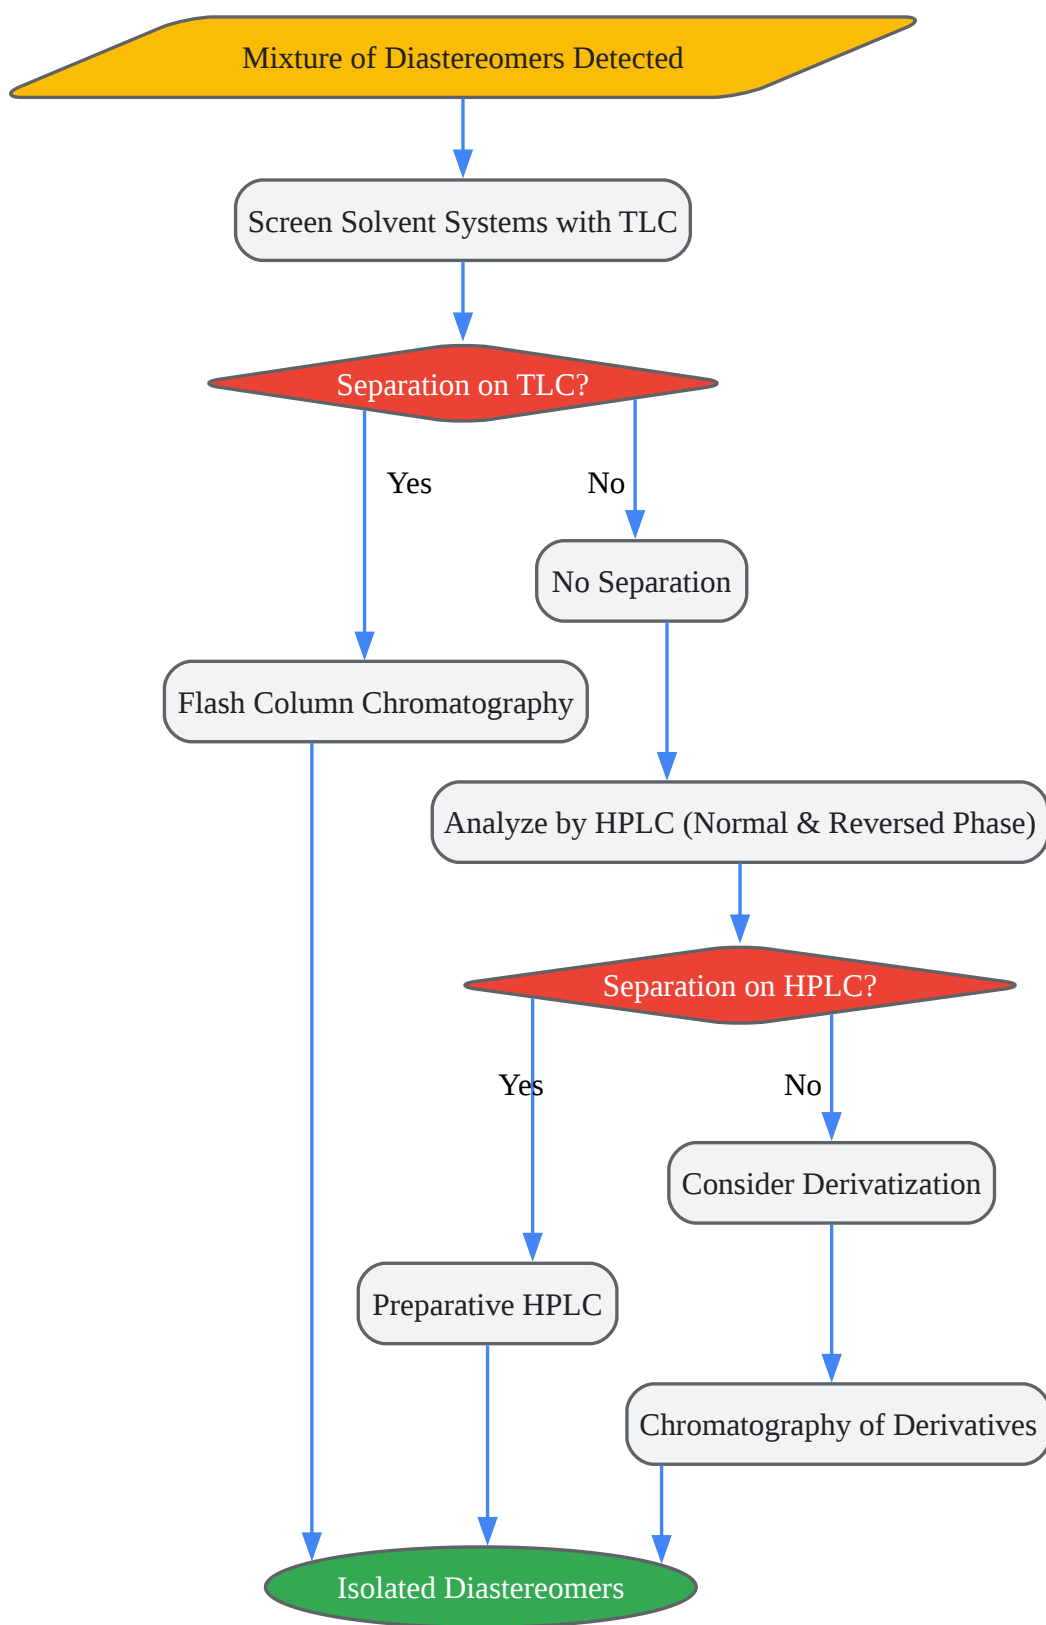 Mixture of Diastereomers Detected
Screen Solvent Systems with TLC
Separation on TLC?
Yes
No
No Separation
Flash Column Chromatography
Analyze by HPLC (Normal & Reversed Phase)
Separation on HPLC?
Yes
No
Consider Derivatization
Preparative HPLC
Chromatography of Derivatives
Isolated Diastereomers